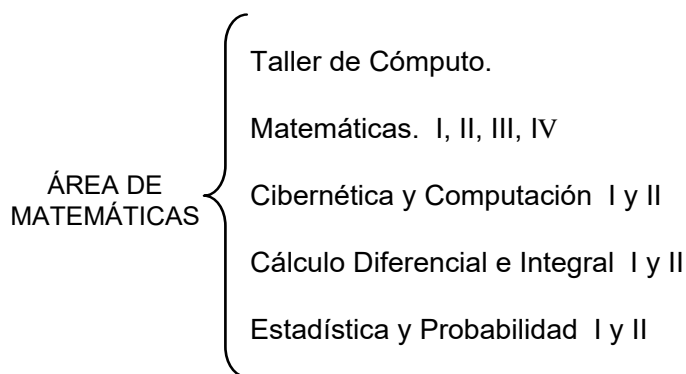 Taller de Cómputo.
Matemáticas. I, II, III, IV
ÁREA DE
MATEMÁTICAS
Cibernética y Computación I y II
Cálculo Diferencial e Integral I y II
Estadística y Probabilidad I y II